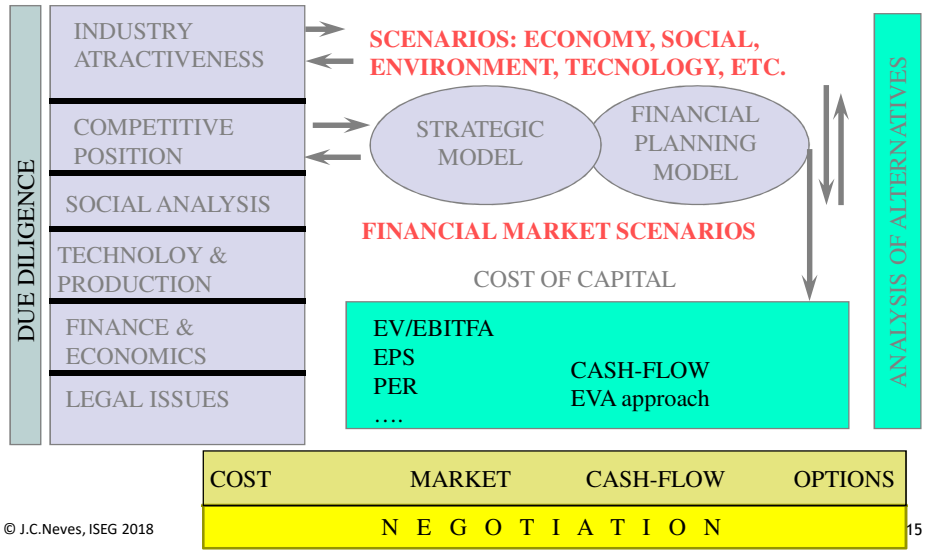 DUE DILIGENCE
INDUSTRY
ATRACTIVENESS
COMPETITIVE
POSITION
SOCIAL ANALYSIS
TECHNOLOY &
PRODUCTION
FINANCE &
ECONOMICS
LEGAL ISSUES
SCENARIOS: ECONOMY, SOCIAL,
ENVIRONMENT, TECNOLOGY, ETC.
STRATEGIC
MODEL
FINANCIAL
PLANNING
MODEL
FINANCIAL MARKET SCENARIOS
COST OF CAPITAL
EV/EBITFA
EPS
PER
….
CASH-FLOW
EVA approach
ANALYSIS OF ALTERNATIVES
COST MARKET CASH-FLOW OPTIONS
N E G O T I A T I O N
© J.C.Neves, ISEG 2018
15